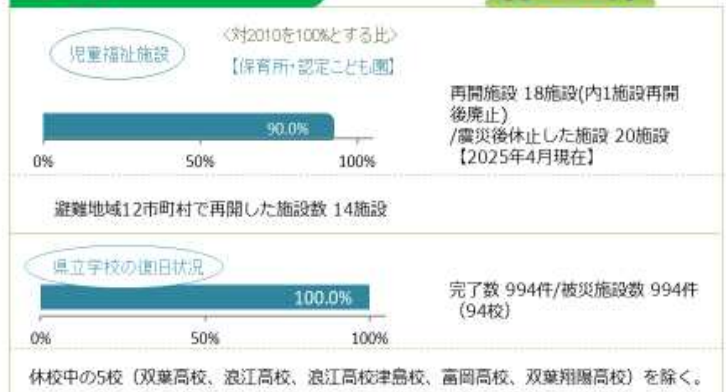 児童福祉施設
<対2010を100%とする比>
【保育所・認定こども園】
90.0%
0%
50%
100%
再開施設 18施設(内1施設再開
後廃止)
/震災後休止した施設 20施設
【2025年4月現在】
避難地域12市町村で再開した施設数 14施設
県立学校の復旧状況
100.0%
0%
50%
100%
完了数 994件/被災施設数 994件
(94校)
休校中の5校(双葉高校、浪江高校、浪江高校津島校、富岡高校、双葉翔陽高校)を除く。